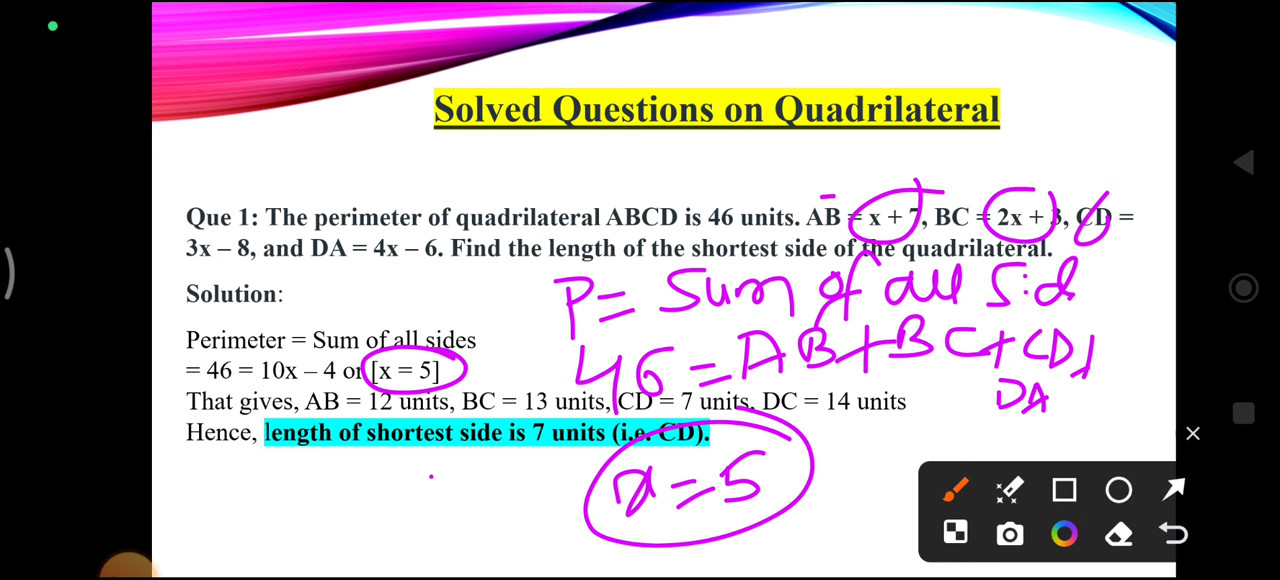 Solved Questions on Quadrilateral
Que 1: The perimeter of quadrilateral ABCD is 46 units. AB = x + 7, BC = 2x + 3, CD =
3x – 8, and DA = 4x – 6. Find the length of the shortest side of the quadrilateral.
Solution:
P = Sum of all Sid
Perimeter = Sum of all sides
46 = AB + BC + CD +
= 46 = 10x – 4 or [x = 5]
DA
That gives, AB = 12 units, BC = 13 units, CD = 7 units, DC = 14 units
Hence, length of shortest side is 7 units (i.e. CD).
x = 5